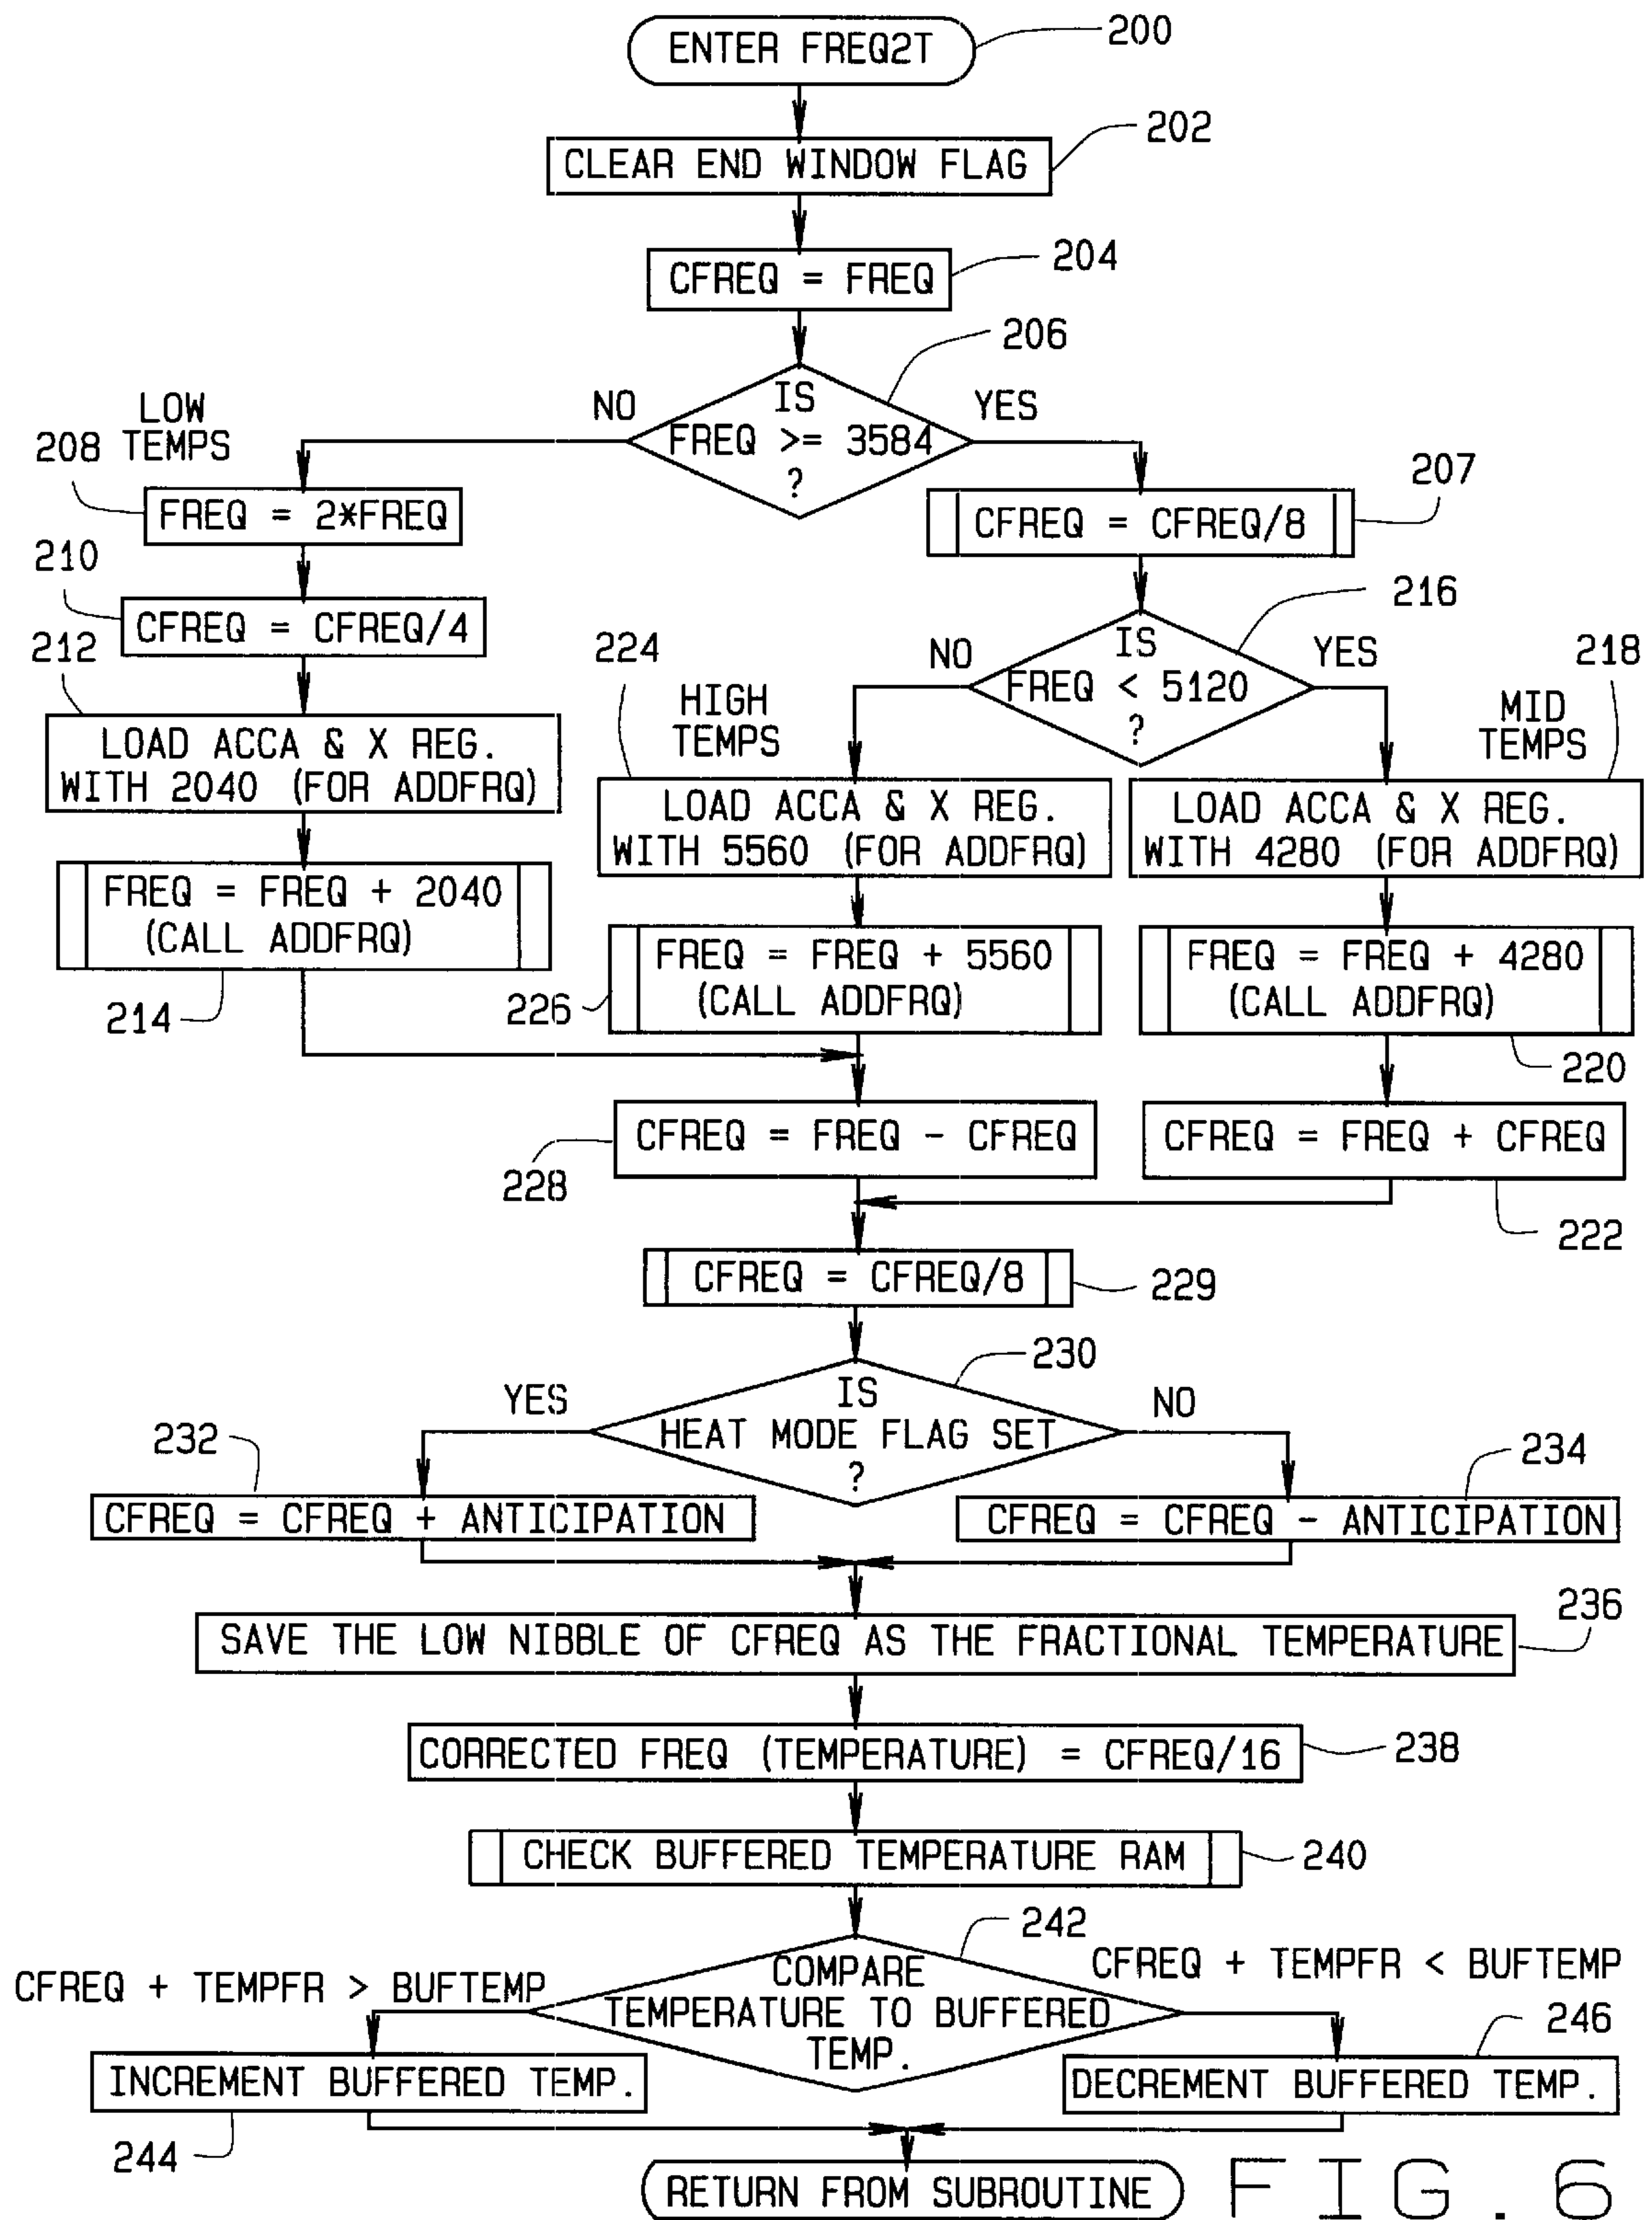 ENTER FREQ2T
200
CLEAR END WINDOW FLAG
202
CFREQ = FREQ
204
206
IS
FREQ >= 3584
?
NO
YES
LOW
TEMPS
208
FREQ = 2*FREQ
207
CFREQ = CFREQ/8
210
CFREQ = CFREQ/4
216
IS
FREQ < 5120
?
NO
YES
212
LOAD ACCA & X REG.
WITH 2040 (FOR ADDFRQ)
224
HIGH
TEMPS
LOAD ACCA & X REG.
WITH 5560 (FOR ADDFRQ)
218
MID
TEMPS
LOAD ACCA & X REG.
WITH 4280 (FOR ADDFRQ)
FREQ = FREQ + 2040
(CALL ADDFRQ)
214
FREQ = FREQ + 5560
(CALL ADDFRQ)
226
FREQ = FREQ + 4280
(CALL ADDFRQ)
220
CFREQ = FREQ - CFREQ
228
CFREQ = FREQ + CFREQ
222
CFREQ = CFREQ/8
229
230
IS
HEAT MODE FLAG SET
?
YES
NO
232
CFREQ = CFREQ + ANTICIPATION
234
CFREQ = CFREQ - ANTICIPATION
236
SAVE THE LOW NIBBLE OF CFREQ AS THE FRACTIONAL TEMPERATURE
CORRECTED FREQ (TEMPERATURE) = CFREQ/16
238
CHECK BUFFERED TEMPERATURE RAM
240
242
COMPARE
TEMPERATURE TO BUFFERED
TEMP.
CFREQ + TEMPFR > BUFTEMP
CFREQ + TEMPFR < BUFTEMP
INCREMENT BUFFERED TEMP.
244
246
DECREMENT BUFFERED TEMP.
RETURN FROM SUBROUTINE
FIG. 6